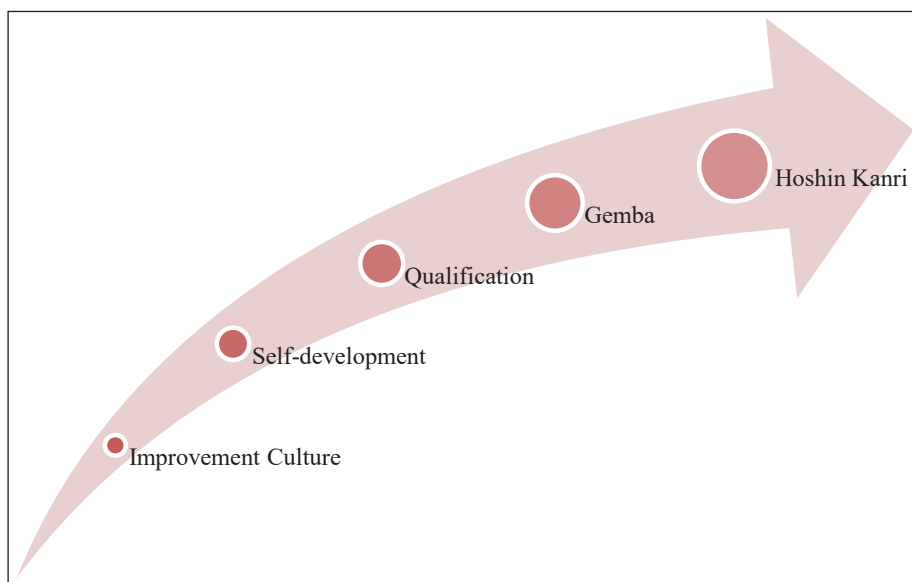 Hoshin Kanri
Gemba
Qualification
Self-development
Improvement Culture